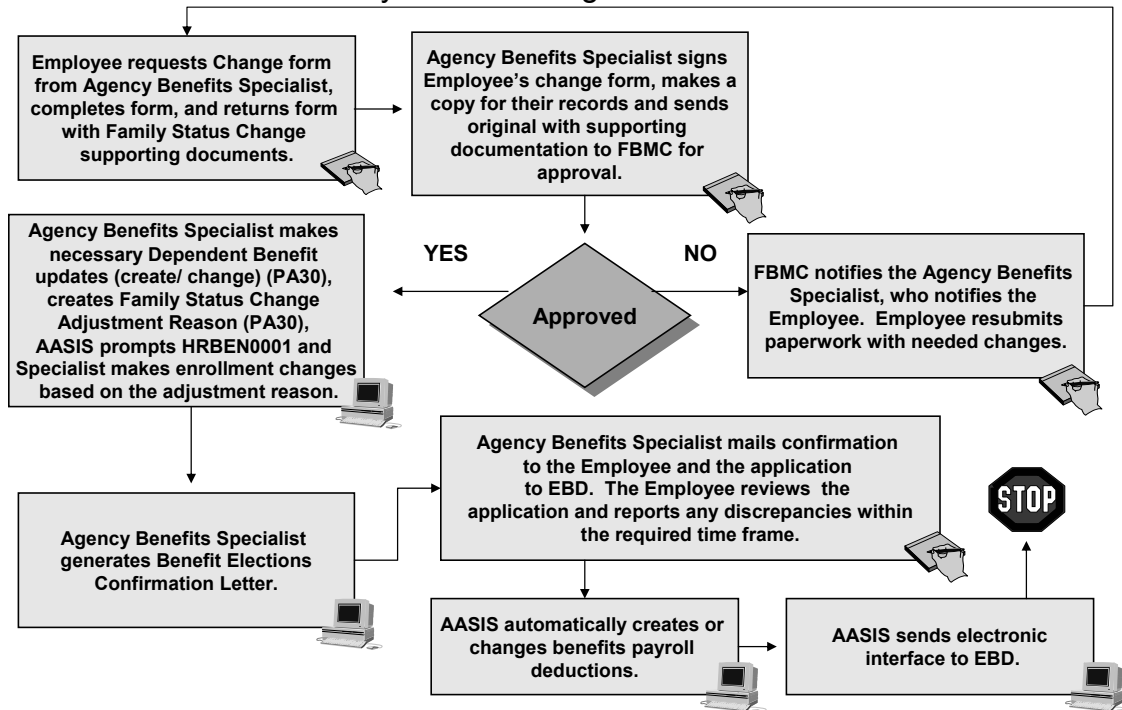 Employee requests Change form
from Agency Benefits Specialist,
completes form, and returns form
with Family Status Change
supporting documents.
Agency Benefits Specialist signs
Employee's change form, makes a
copy for their records and sends
original with supporting
documentation to FBMC for
approval.
Agency Benefits Specialist makes
necessary Dependent Benefit
updates (create/ change) (PA30),
creates Family Status Change
Adjustment Reason (PA30),
AASIS prompts HRBEN0001 and
Specialist makes enrollment changes
based on the adjustment reason.
YES
Approved
NO
FBMC notifies the Agency Benefits
Specialist, who notifies the
Employee. Employee resubmits
paperwork with needed changes.
Agency Benefits Specialist
generates Benefit Elections
Confirmation Letter.
Agency Benefits Specialist mails confirmation
to the Employee and the application
to EBD. The Employee reviews the
application and reports any discrepancies within
the required time frame.
STOP
AASIS automatically creates or
changes benefits payroll
deductions.
AASIS sends electronic
interface to EBD.